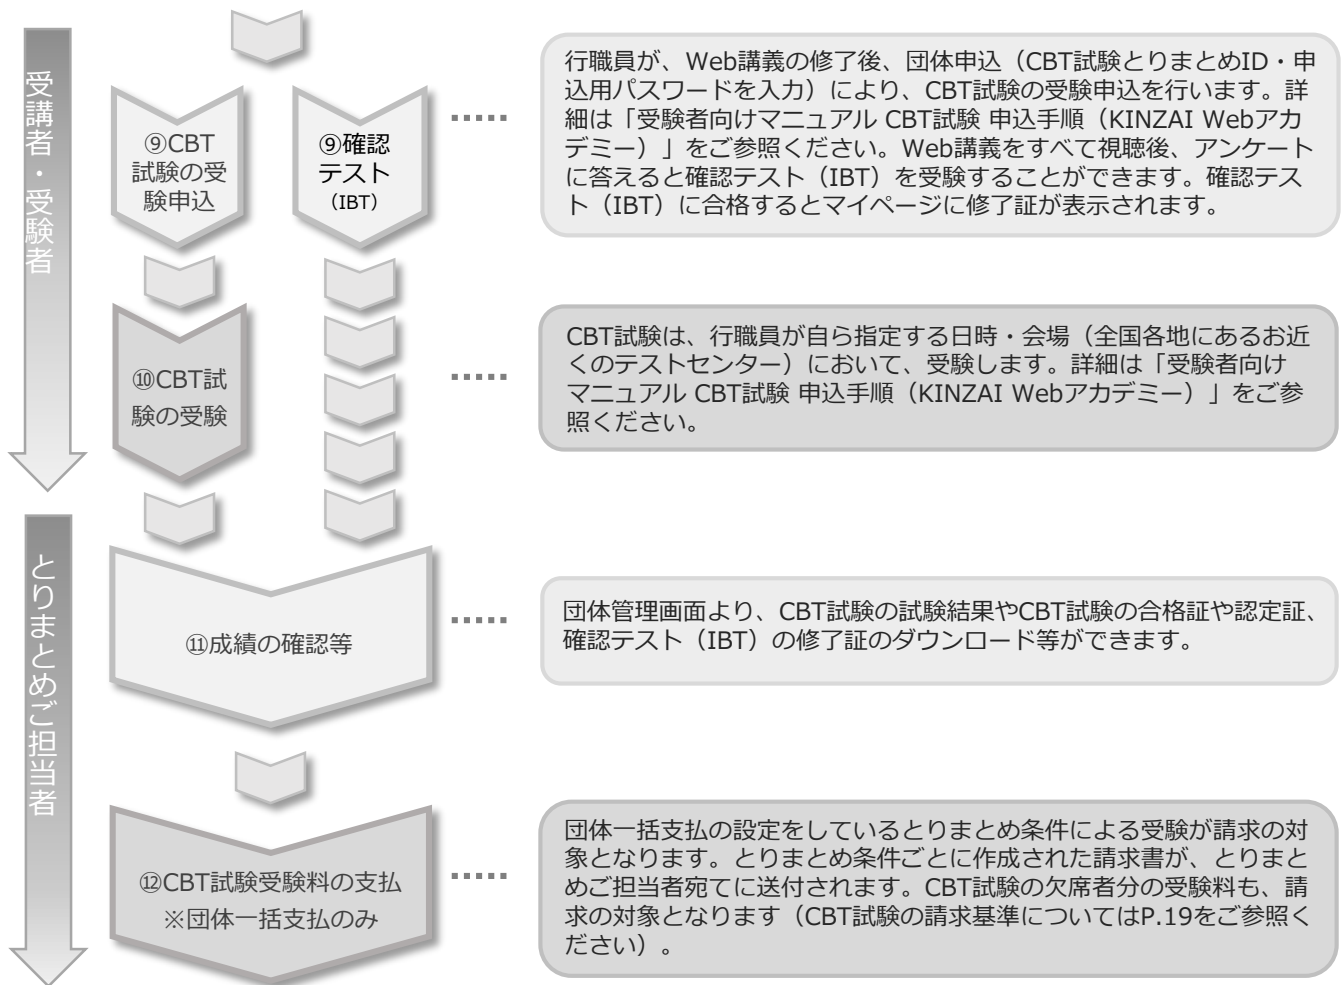 受講者・受験者
⑨CBT
試験の受
験申込
⑨確認
テスト
（IBT）
行職員が、Web講義の修了後、団体申込（CBT試験とりまとめID・申
込用パスワードを入力）により、CBT試験の受験申込を行います。詳
細は「受験者向けマニュアル CBT試験 申込手順（KINZAI Webアカ
デミー）」をご参照ください。Web講義をすべて視聴後、アンケート
に答えると確認テスト（IBT）を受験することができます。確認テス
ト（IBT）に合格するとマイページに修了証が表示されます。
⑩CBT試
験の受験
CBT試験は、行職員が自ら指定する日時・会場（全国各地にあるお近
くのテストセンター）において、受験します。詳細は「受験者向け
マニュアル CBT試験 申込手順（KINZAI Webアカデミー）」をご参
照ください。
とりまとめご担当者
⑪成績の確認等
団体管理画面より、CBT試験の試験結果やCBT試験の合格証や認定証、
確認テスト（IBT）の修了証のダウンロード等ができます。
⑫CBT試験受験料の支払
※団体一括支払のみ
団体一括支払の設定をしているとりまとめ条件による受験が請求の対
象となります。とりまとめ条件ごとに作成された請求書が、とりまと
めご担当者宛てに送付されます。CBT試験の欠席者分の受験料も、請
求の対象となります（CBT試験の請求基準についてはP.19をご参照く
ださい）。